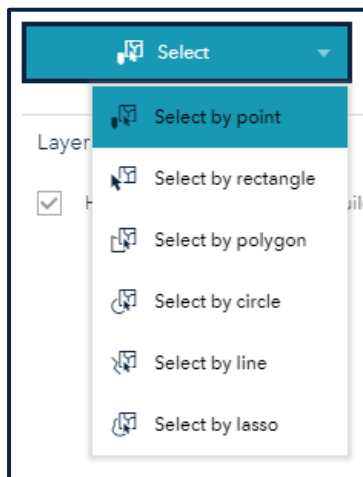 Select
Select by point
Layer
Select by rectangle
Select by polygon
Select by circle
Select by line
Select by lasso